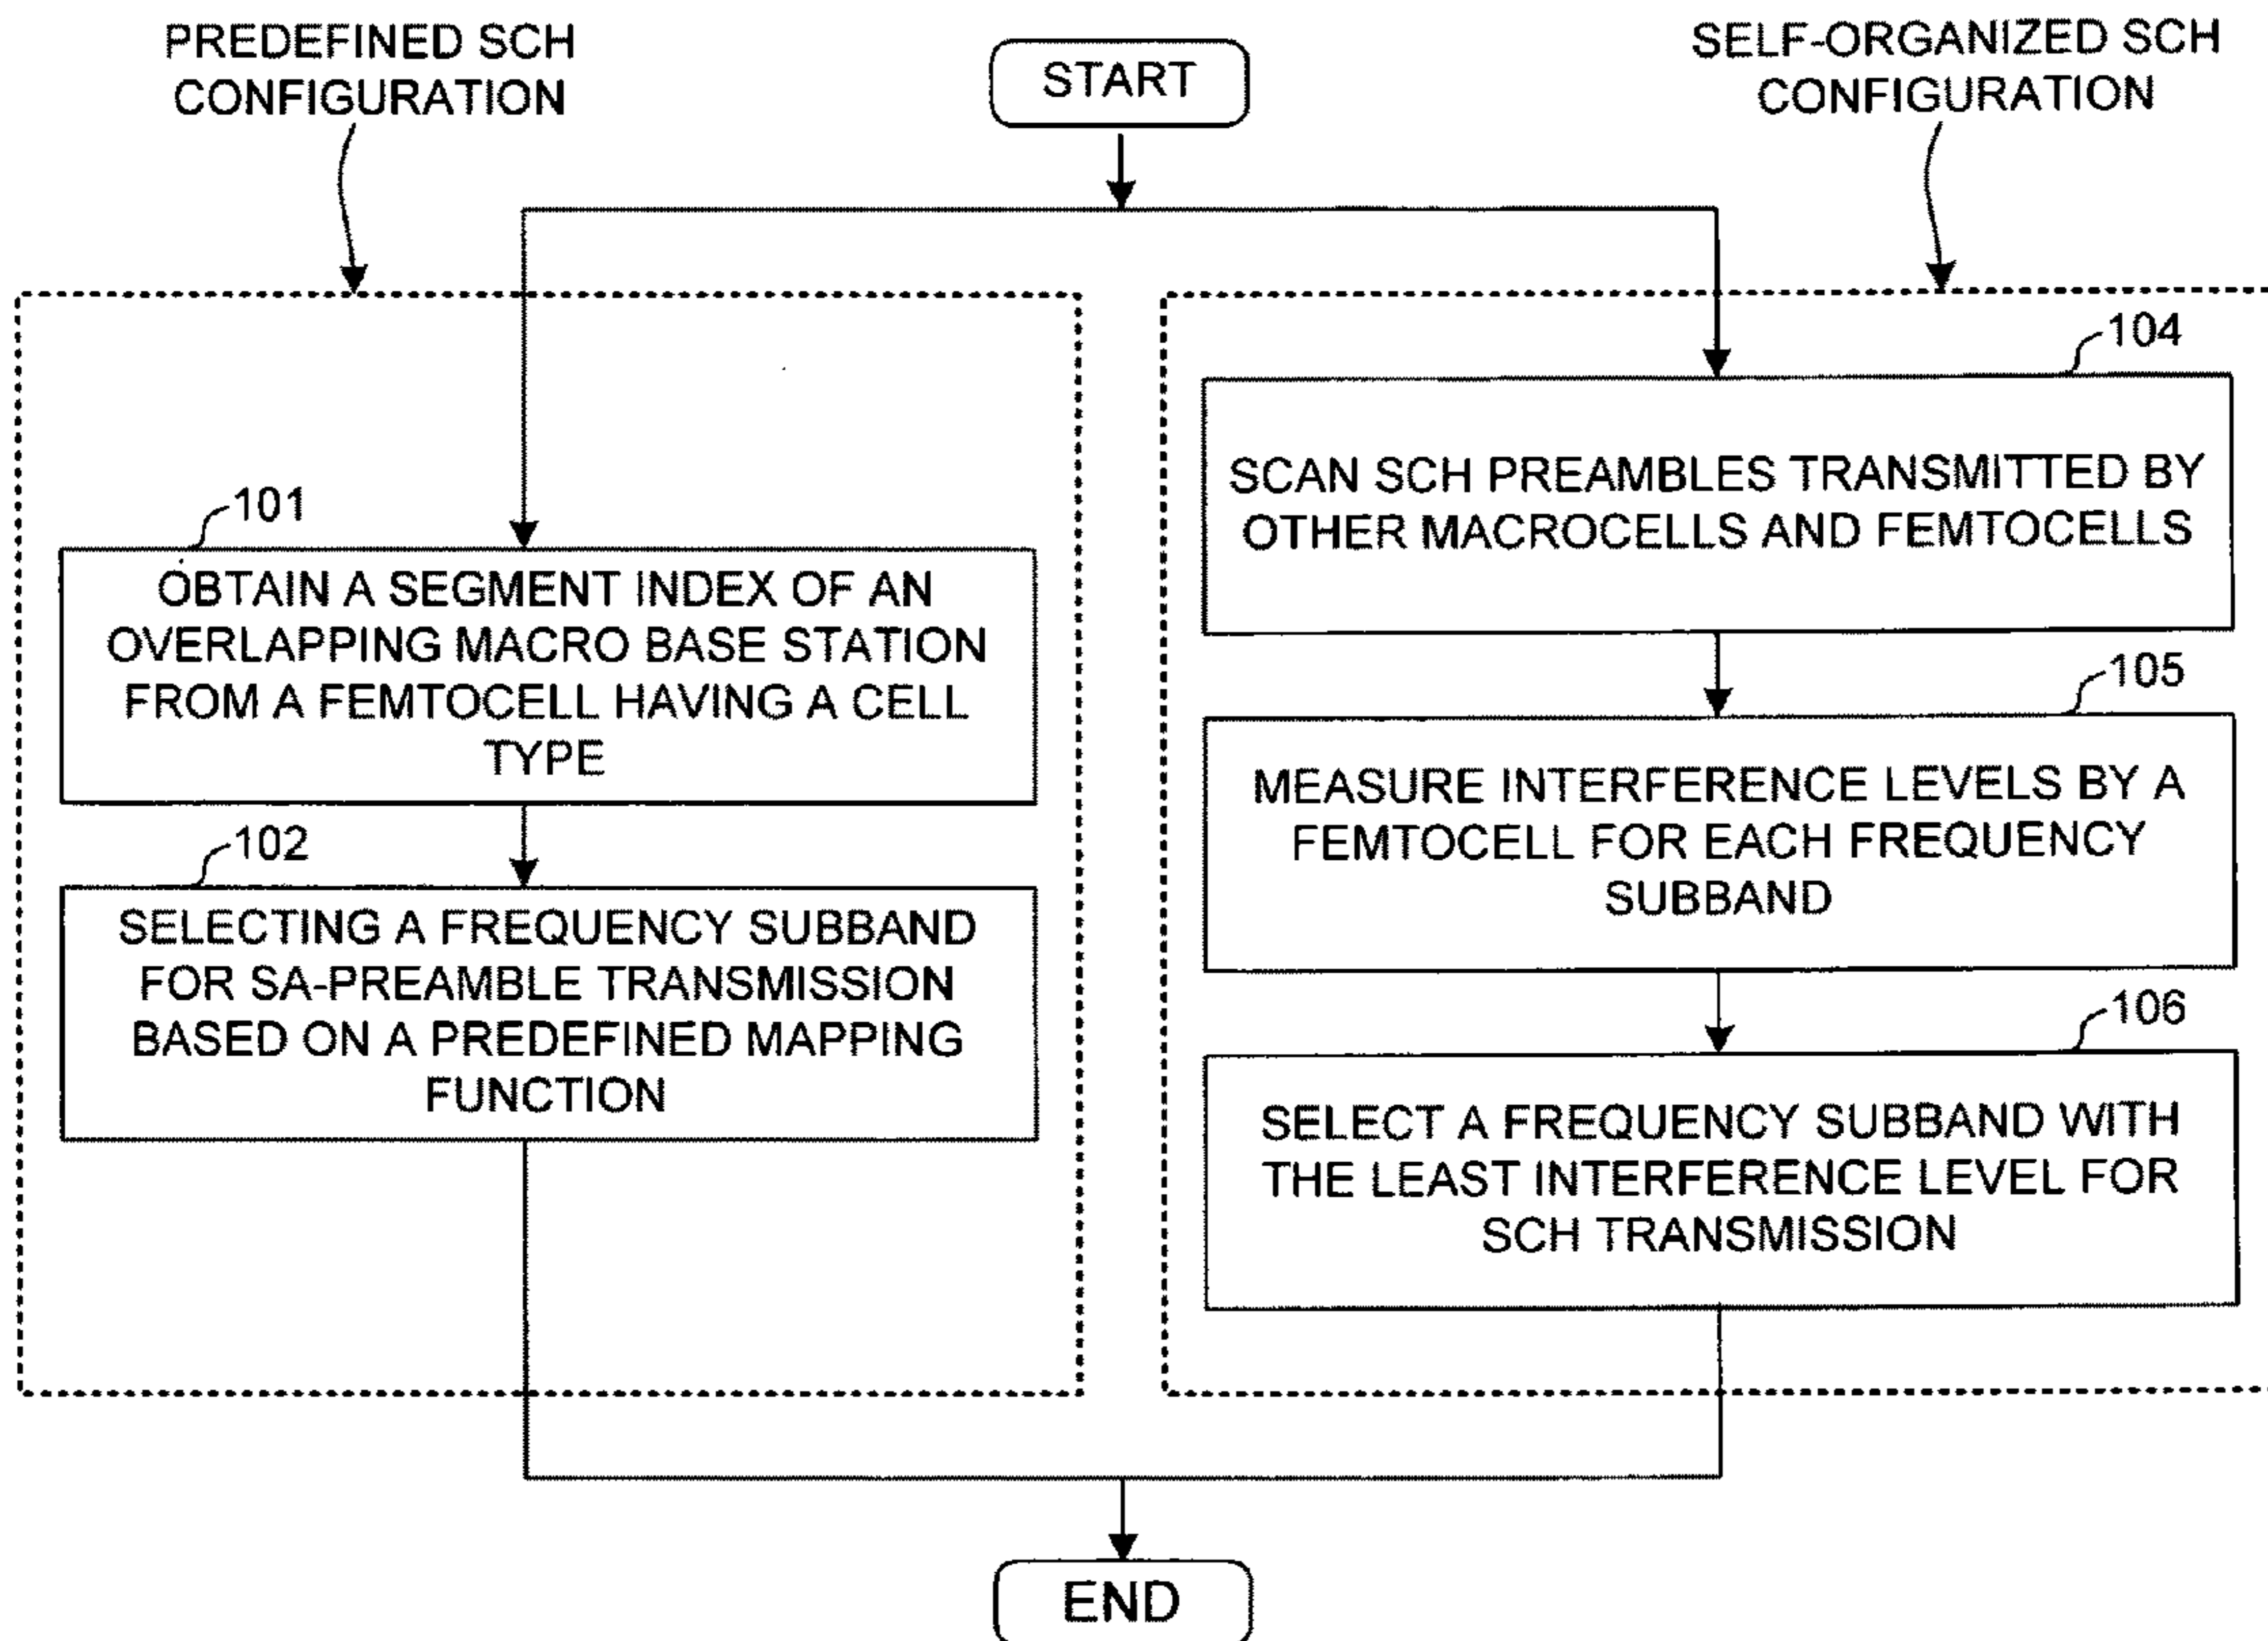 PREDEFINED SCH
CONFIGURATION
START
SELF-ORGANIZED SCH
CONFIGURATION
101
OBTAIN A SEGMENT INDEX OF AN
OVERLAPPING MACRO BASE STATION
FROM A FEMTOCELL HAVING A CELL
TYPE
102
SELECTING A FREQUENCY SUBBAND
FOR SA-PREAMBLE TRANSMISSION
BASED ON A PREDEFINED MAPPING
FUNCTION
104
SCAN SCH PREAMBLES TRANSMITTED BY
OTHER MACROCELLS AND FEMTOCELLS
105
MEASURE INTERFERENCE LEVELS BY A
FEMTOCELL FOR EACH FREQUENCY
SUBBAND
106
SELECT A FREQUENCY SUBBAND WITH
THE LEAST INTERFERENCE LEVEL FOR
SCH TRANSMISSION
END